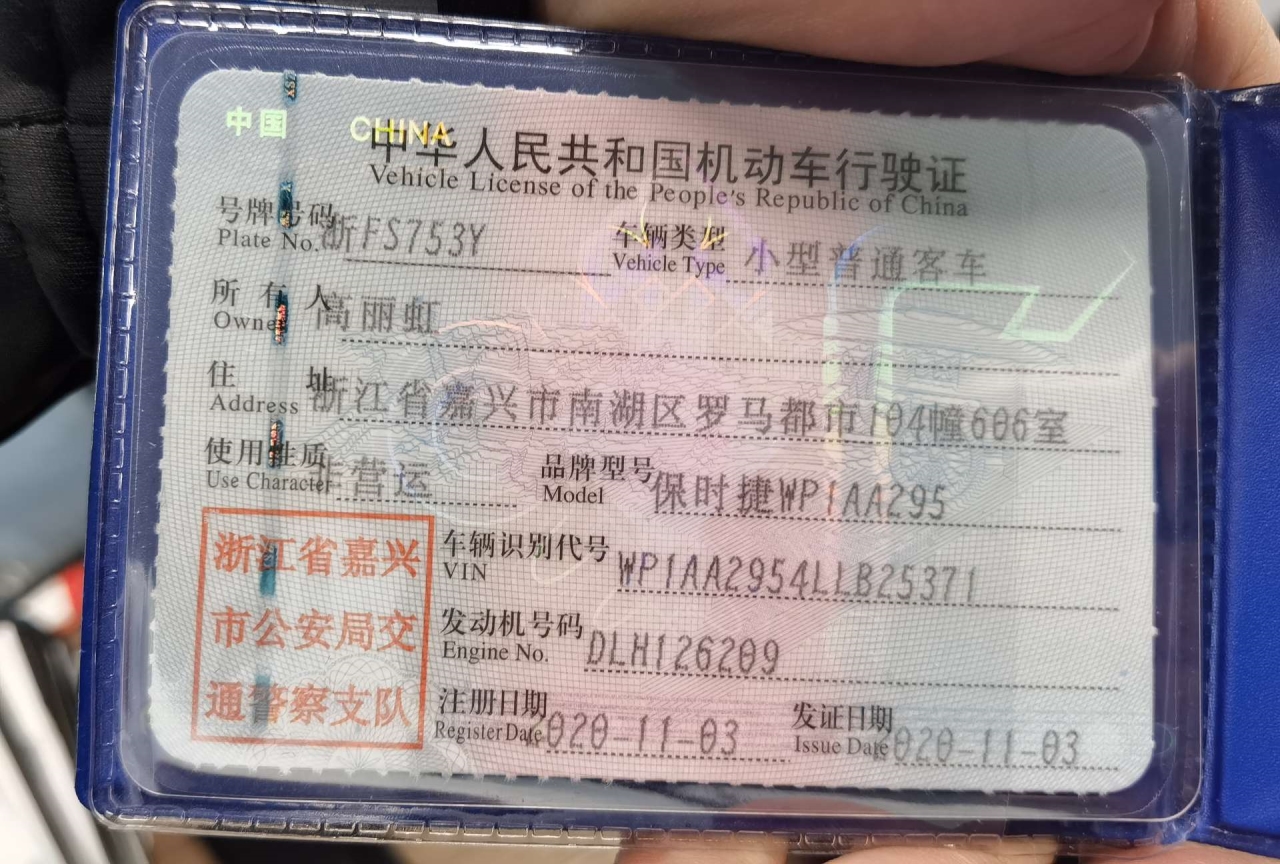 中国 CHINA
中华人民共和国机动车行驶证
Vehicle License of the People's Republic of China
号牌号码 浙FS753Y 车辆类型 小型普通客车
Plate No. Vehicle Type
所有人 高丽虹
Owner
住址 浙江省嘉兴市南湖区罗马都市104幢606室
Address
使用性质 非营运 品牌型号 保时捷WP1AA295
Use Character Model
浙江省嘉兴
市公安局交
通警察支队
车辆识别代号 WP1AA2954LLB25371
VIN
发动机号码 DLH126209
Engine No.
注册日期 2020-11-03 发证日期 2020-11-03
Register Date Issue Date